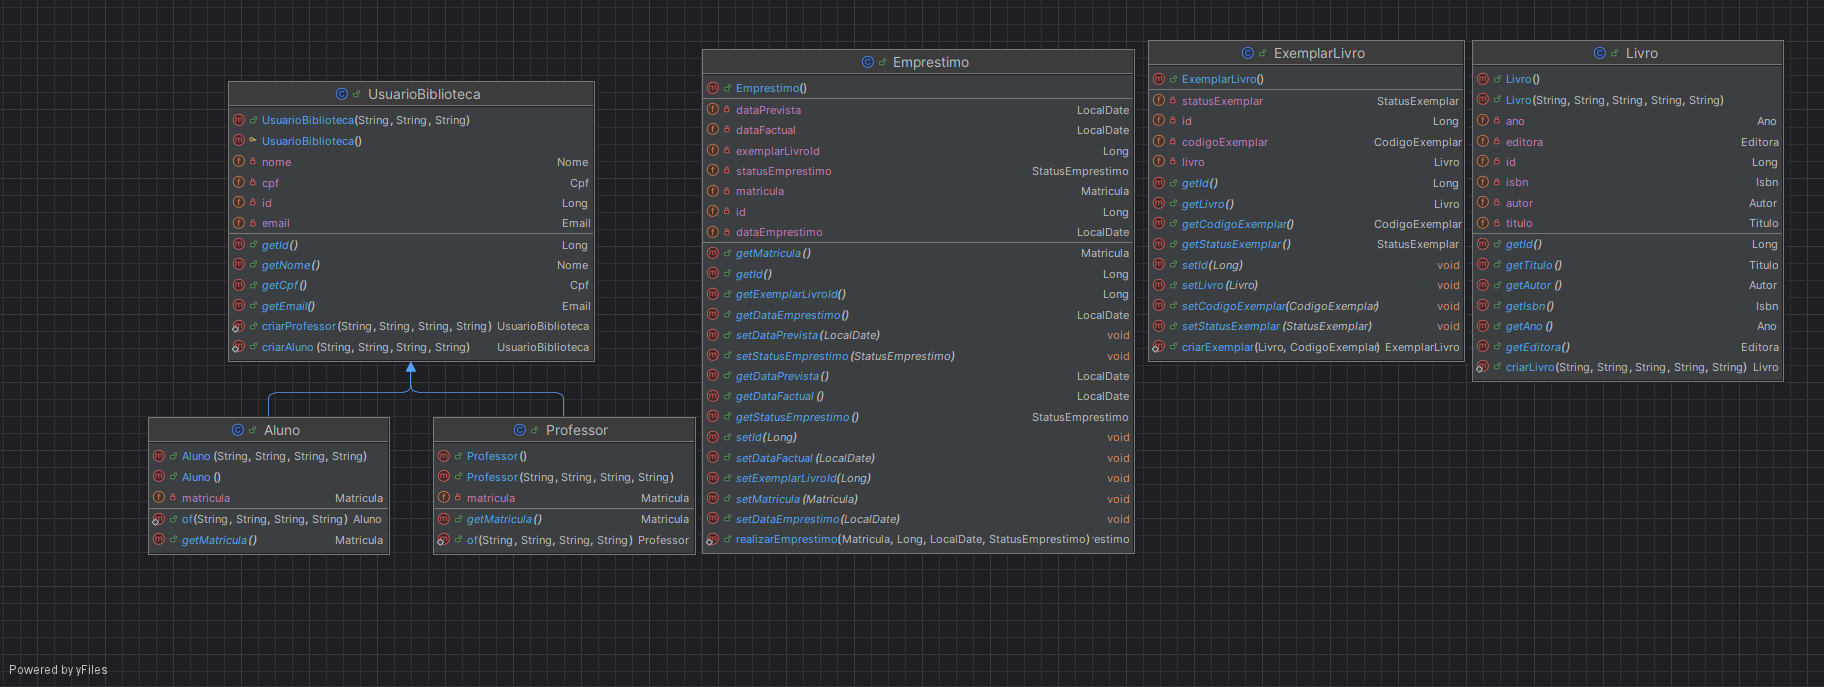 UsuarioBiblioteca
UsuarioBiblioteca(String, String, String)
UsuarioBiblioteca()
nome Nome
cpf Cpf
id Long
email Email
getId() Long
getNome() Nome
getCpf() Cpf
getEmail() Email
criarProfessor(String, String, String, String) UsuarioBiblioteca
criarAluno(String, String, String, String) UsuarioBiblioteca
Aluno
Aluno(String, String, String, String)
Aluno()
matricula Matricula
of(String, String, String, String) Aluno
getMatricula() Matricula
Professor
Professor()
Professor(String, String, String, String)
matricula Matricula
getMatricula() Matricula
of(String, String, String, String) Professor
Emprestimo
Emprestimo()
dataPrevista LocalDate
dataFactual LocalDate
exemplarLivroId Long
statusEmprestimo StatusEmprestimo
matricula Matricula
id Long
dataEmprestimo LocalDate
getMatricula() Matricula
getId() Long
getExemplarLivroId() Long
getDataEmprestimo() LocalDate
setDataPrevista(LocalDate) void
setStatusEmprestimo(StatusEmprestimo) void
getDataPrevista() LocalDate
getDataFactual() LocalDate
getStatusEmprestimo() StatusEmprestimo
setId(Long) void
setDataFactual(LocalDate) void
setExemplarLivroId(Long) void
setMatricula(Matricula) void
setDataEmprestimo(LocalDate) void
realizarEmprestimo(Matricula, Long, LocalDate, StatusEmprestimo) estimo
ExemplarLivro
ExemplarLivro()
statusExemplar StatusExemplar
id Long
codigoExemplar CodigoExemplar
livro Livro
getId() Long
getLivro() Livro
getCodigoExemplar() CodigoExemplar
getStatusExemplar() StatusExemplar
setId(Long) void
setLivro(Livro) void
setCodigoExemplar(CodigoExemplar) void
setStatusExemplar(StatusExemplar) void
criarExemplar(Livro, CodigoExemplar) ExemplarLivro
Livro
Livro()
Livro(String, String, String, String, String)
ano Ano
editora Editora
id Long
isbn Isbn
autor Autor
titulo Titulo
getId() Long
getTitulo() Titulo
getAutor() Autor
getIsbn() Isbn
getAno() Ano
getEditora() Editora
criarLivro(String, String, String, String, String) Livro
Powered by yFiles